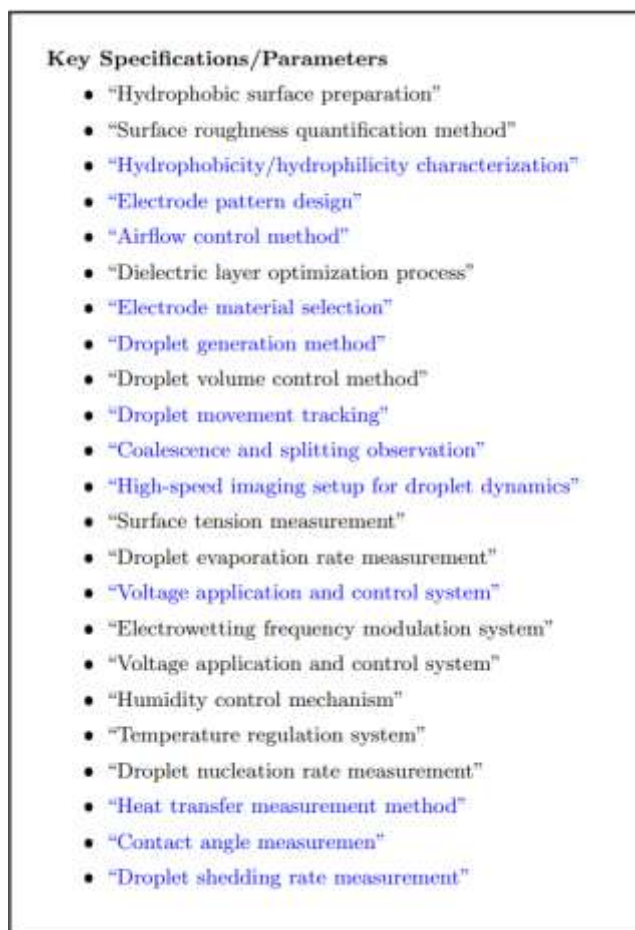 Key Specifications/Parameters
• “Hydrophobic surface preparation”
• “Surface roughness quantification method”
• “Hydrophobicity/hydrophilicity characterization”
• “Electrode pattern design”
• “Airflow control method”
• “Dielectric layer optimization process”
• “Electrode material selection”
• “Droplet generation method”
• “Droplet volume control method”
• “Droplet movement tracking”
• “Coalescence and splitting observation”
• “High-speed imaging setup for droplet dynamics”
• “Surface tension measurement”
• “Droplet evaporation rate measurement”
• “Voltage application and control system”
• “Electrowetting frequency modulation system”
• “Voltage application and control system”
• “Humidity control mechanism”
• “Temperature regulation system”
• “Droplet nucleation rate measurement”
• “Heat transfer measurement method”
• “Contact angle measuremen”
• “Droplet shedding rate measurement”